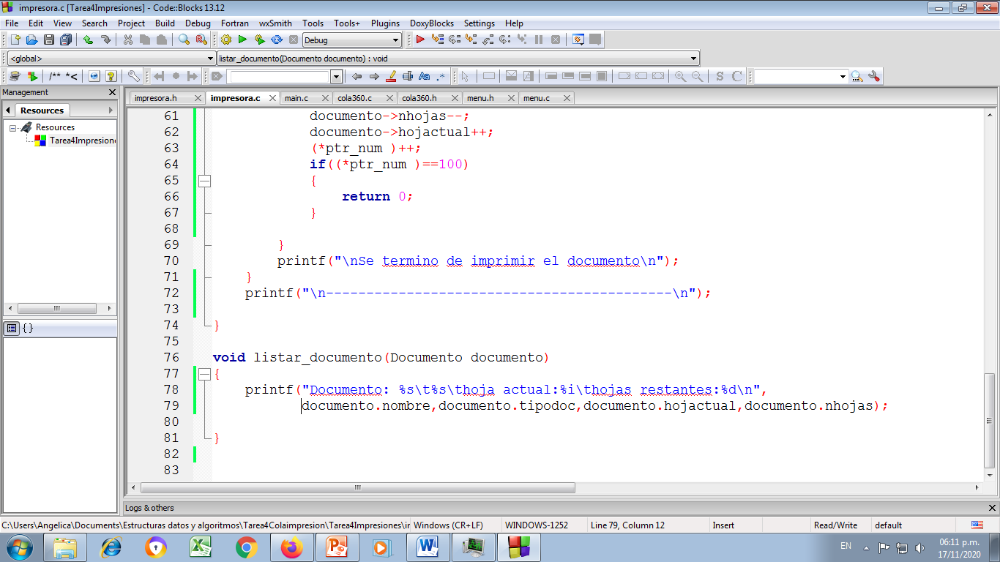 impresora.c [Tarea4Impresiones] - Code::Blocks 13.12
File Edit View Search Project Build Debug Fortran wxSmith Tools Tools+ Plugins DoxyBlocks Settings Help
Debug
<global> listar_documento(Documento documento) : void
/** *<
Management
Resources
Resources
Tarea4Impresion
{}
impresora.h impresora.c main.c cola360.c cola360.h menu.h menu.c
61 documento->nhojas--;
62 documento->hojactual++;
63 (*ptr_num )++;
64 if((*ptr_num )==100)
65 {
66 return 0;
67 }
68
69 }
70 printf("\nSe termino de imprimir el documento\n");
71 }
72 printf("\n-------------------------------------------\n");
73
74 }
75
76 void listar_documento(Documento documento)
77 {
78 printf("Documento: %s\t%s\thoja actual:%i\thojas restantes:%d\n",
79 documento.nombre,documento.tipodoc,documento.hojactual,documento.nhojas);
80
81 }
82
83
Logs & others
C:\Users\Angelica\Documents\Estructuras datos y algoritmos\Tarea4Colaimpresion\Tarea4Impresiones\ir Windows (CR+LF) WINDOWS-1252 Line 79, Column 12 Insert Read/Write default
EN 06:11 p.m.
17/11/2020